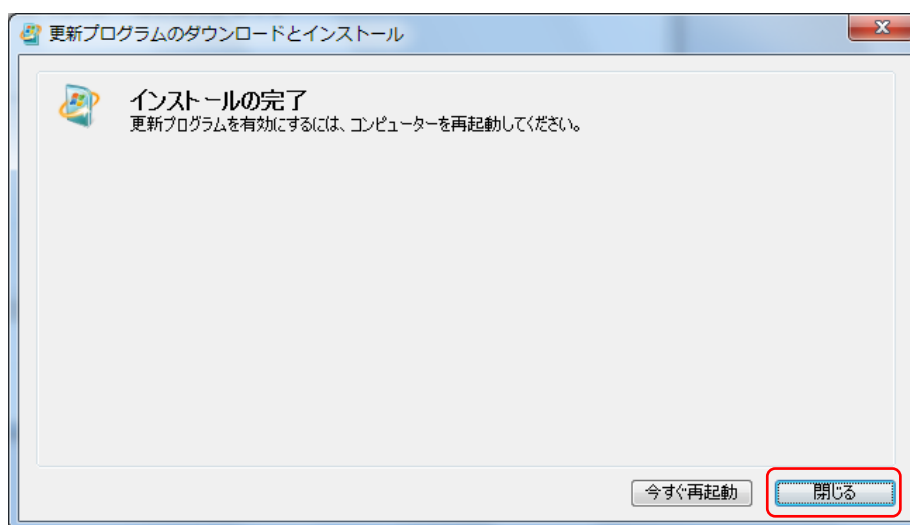 更新プログラムのダウンロードとインストール
インストールの完了
更新プログラムを有効にするには、コンピューターを再起動してください。
今すぐ再起動
閉じる